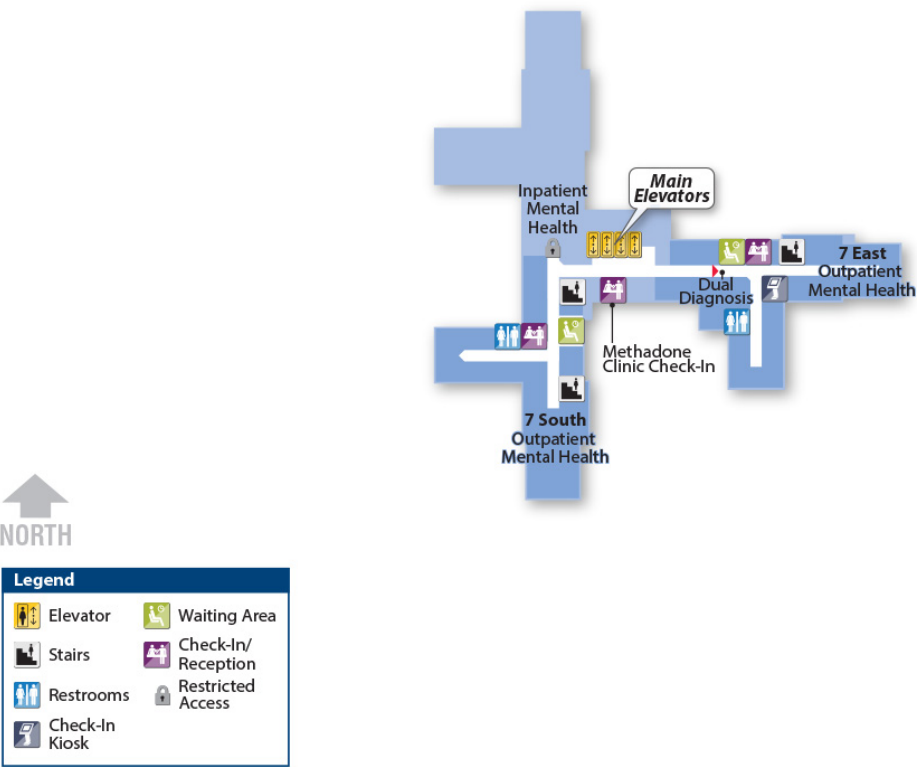 Inpatient
Mental
Health
Main
Elevators
7 East
Outpatient
Mental Health
Dual
Diagnosis
Methadone
Clinic Check-In
7 South
Outpatient
Mental Health
NORTH
Legend
Elevator
Waiting Area
Stairs
Check-In/
Reception
Restrooms
Restricted
Access
Check-In
Kiosk